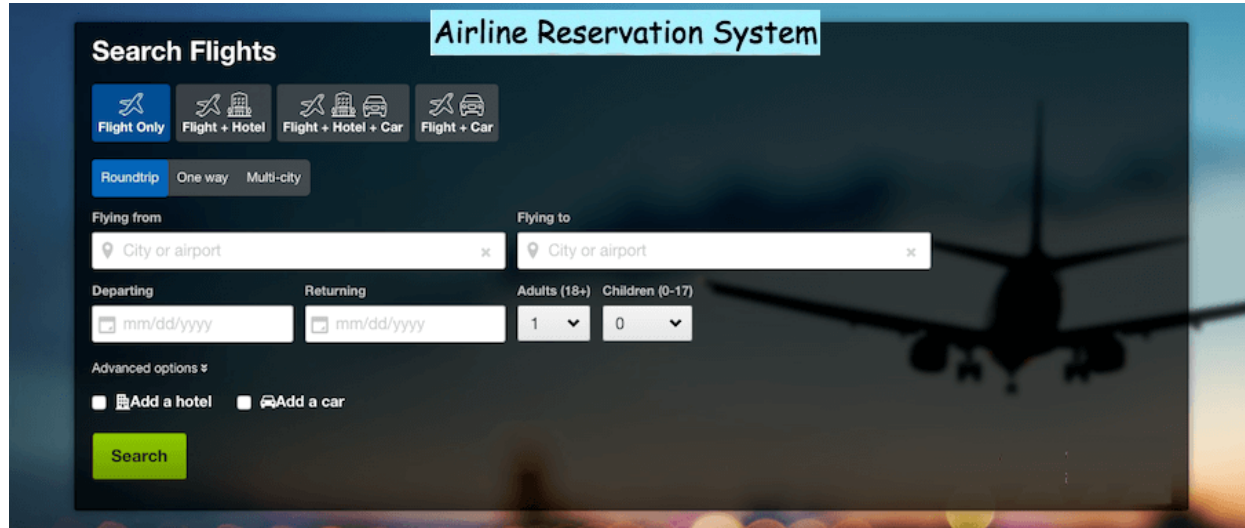 Airline Reservation System
Search Flights
Flight Only Flight + Hotel Flight + Hotel + Car Flight + Car
Roundtrip One way Multi-city
Flying from Flying to
City or airport City or airport
Departing Returning Adults (18+) Children (0-17)
mm/dd/yyyy mm/dd/yyyy 1 0
Advanced options
Add a hotel Add a car
Search